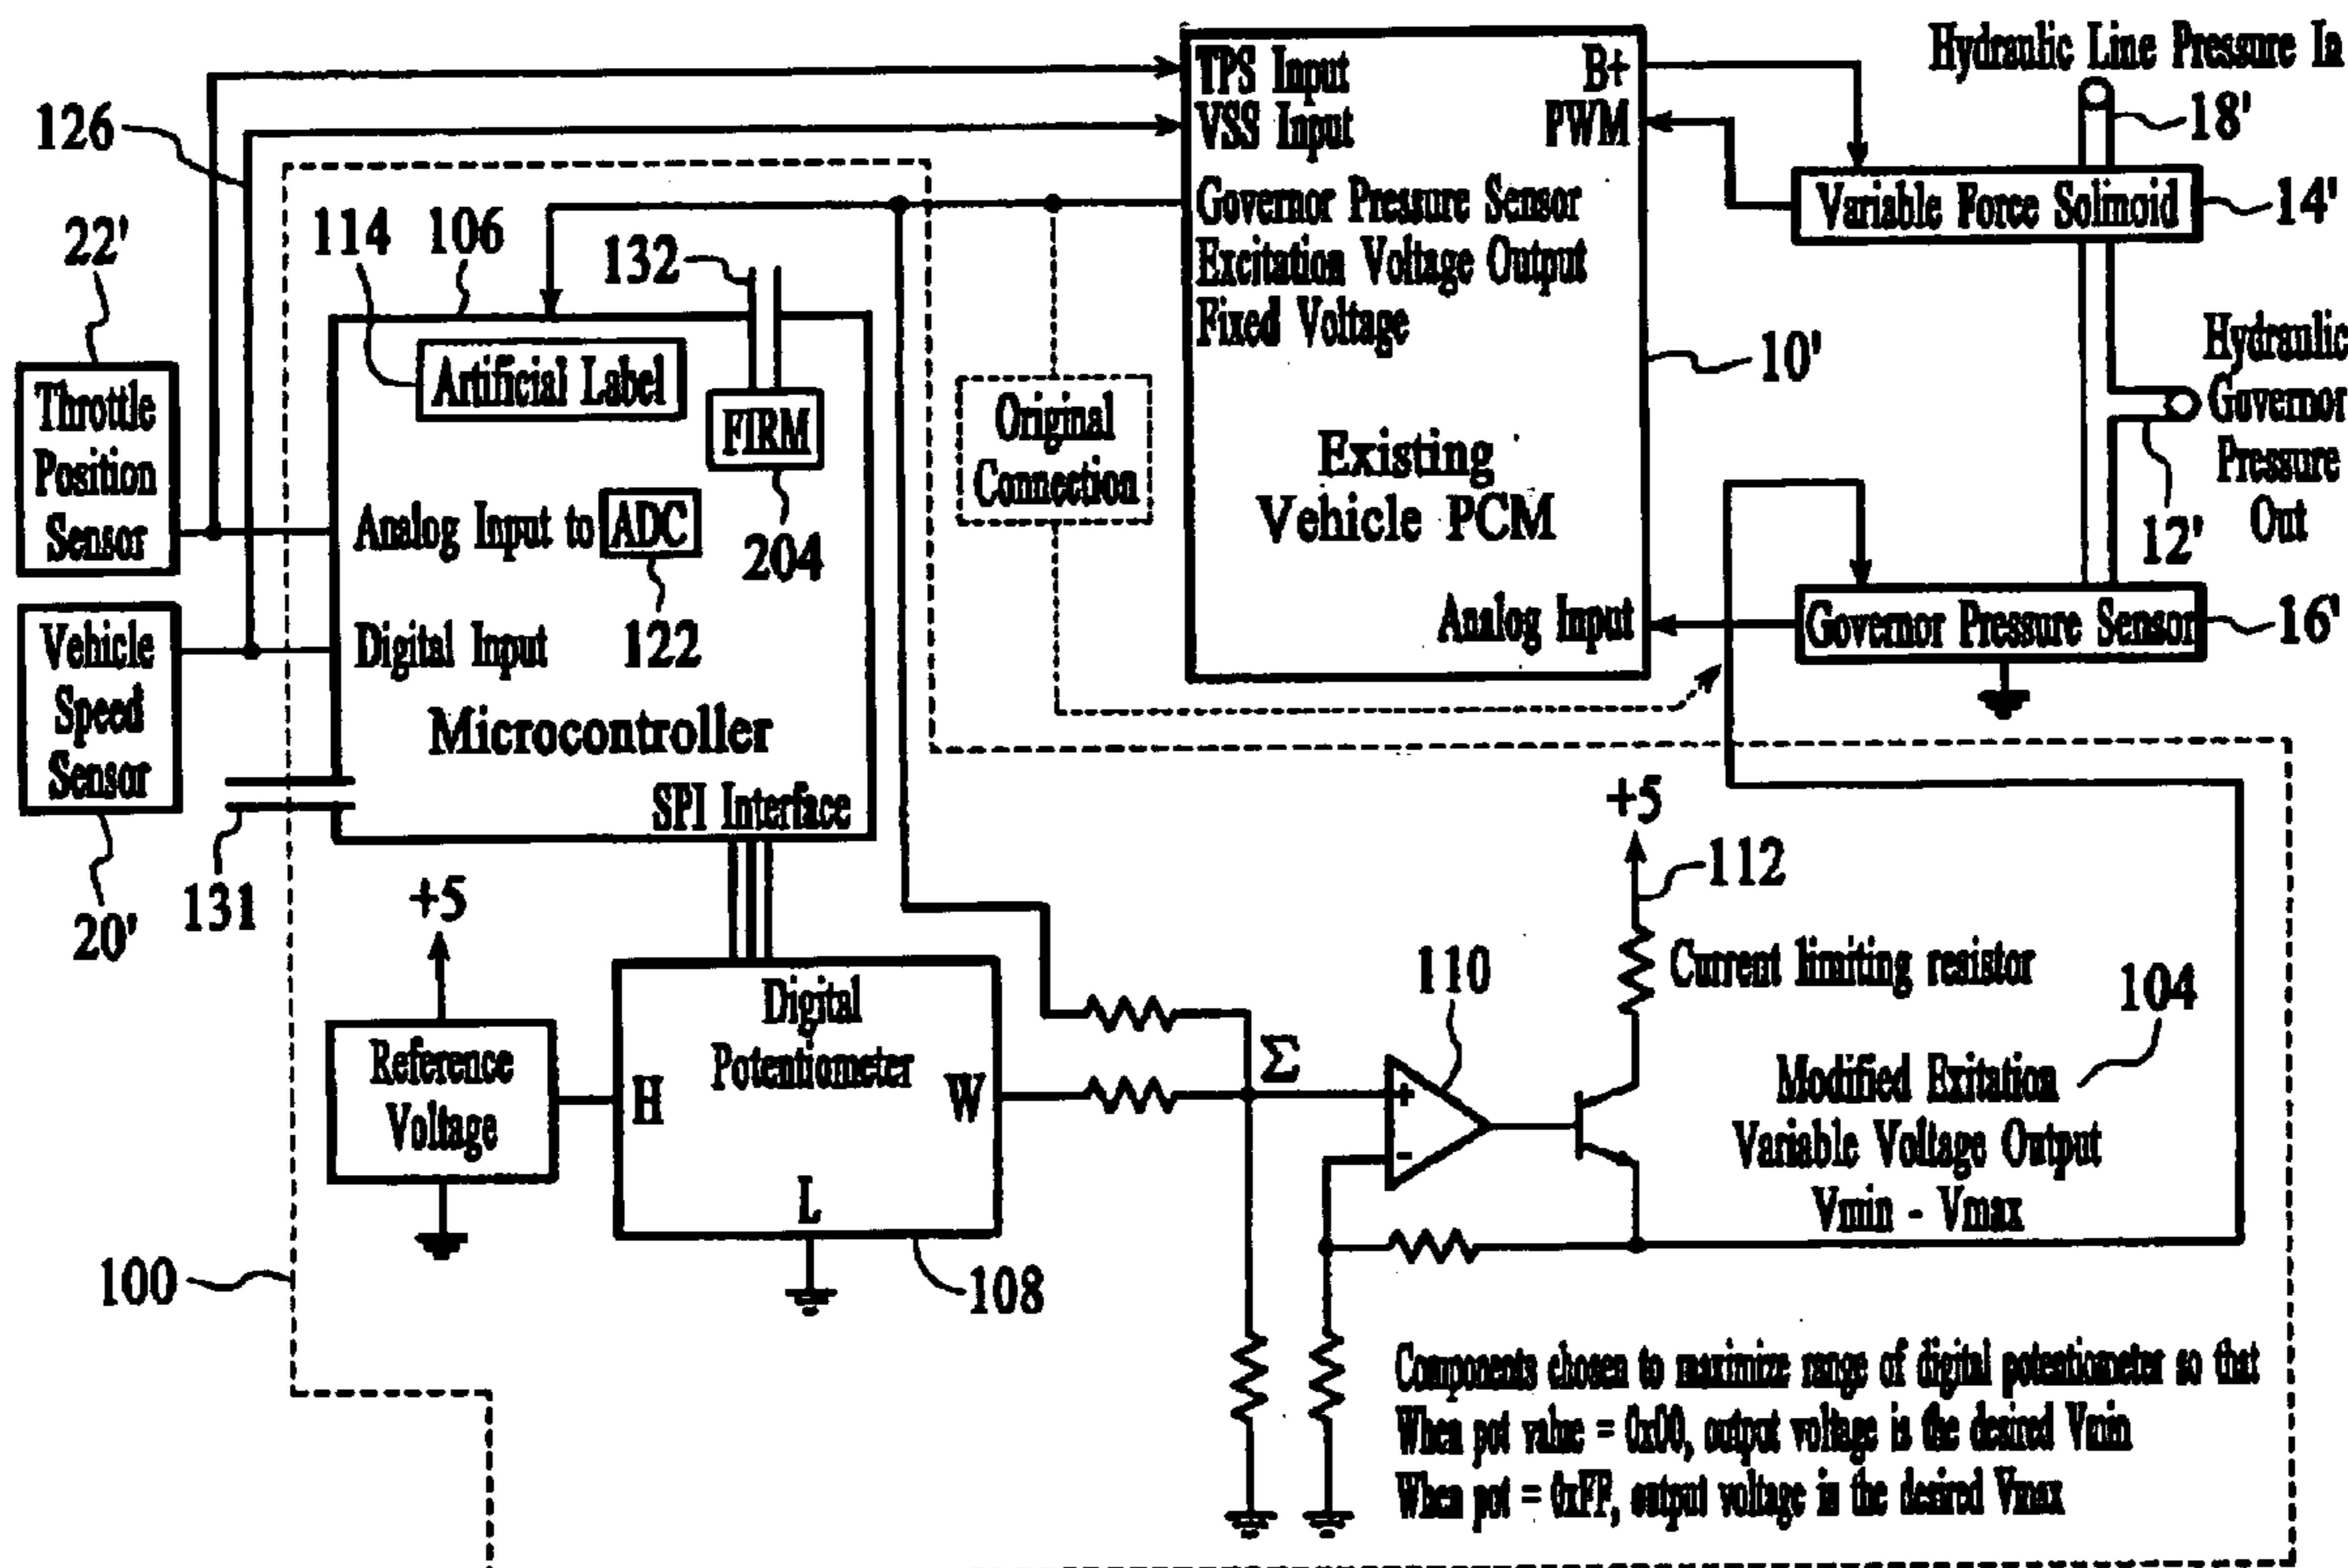 TPS Input
B+
Hydraulic Line Pressure In
126
VSS Input
PWM
18'
22'
114
106
132
Governor Pressure Sensor
Excitation Voltage Output
Fixed Voltage
Variable Force Solinoid
14'
Throttle
Position
Sensor
Artificial Label
FIRM
204
Original
Connection
Existing
Vehicle PCM
10'
Hydraulic
Governor
Pressure
Out
12'
Analog Input to ADC
122
Vehicle
Speed
Sensor
Digital Input
Analog Input
Governor Pressure Sensor
16'
Microcontroller
SPI Interface
131
20'
+5
+5
112
Reference
Voltage
Digital
Potentiometer
H
W
L
Σ
110
+
-
Current limiting resistor
104
Modified Exitation
Variable Voltage Output
Vmin - Vmax
100
108
Components chosen to maximize range of digital potentiometer so that
When pot value = 0x00, output voltage is the desired Vmin
When pot = 0xFF, output voltage is the desired Vmax